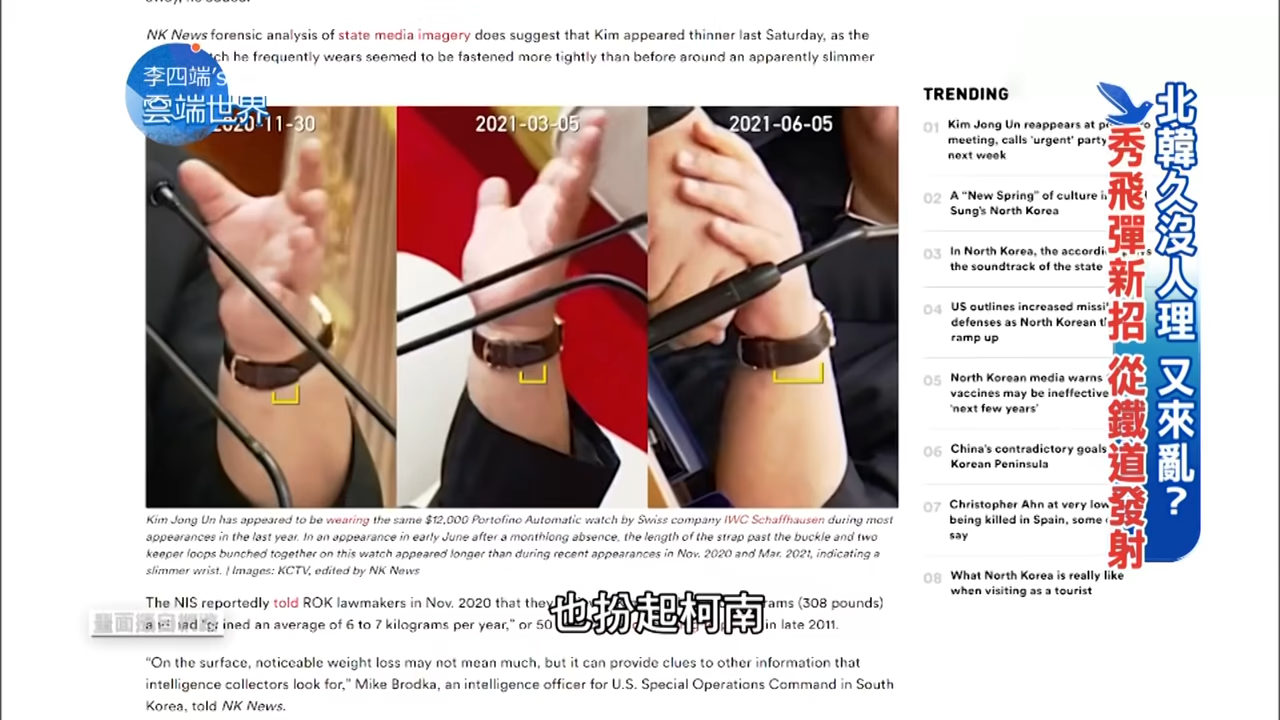 NK News forensic analysis of state media imagery does suggest that Kim appeared thinner last Saturday, as the
he frequently wears seemed to be fastened more tightly than before around an apparently slimmer
李四端's
雲端世界
2020-11-30
2021-03-05
2021-06-05
Kim Jong Un has appeared to be wearing the same $12,000 Portofino Automatic watch by Swiss company IWC Schaffhausen during most
appearances in the last year. In an appearance in early June after a monthlong absence, the length of the strap past the buckle and two
keeper loops bunched together on this watch appeared longer than during recent appearances in Nov. 2020 and Mar. 2021, indicating a
slimmer wrist. | Images: KCTV, edited by NK News
The NIS reportedly told ROK lawmakers in Nov. 2020 that they (308 pounds)
an average of 6 to 7 kilograms per year,” or 50 in late 2011.
也扮起柯南
“On the surface, noticeable weight loss may not mean much, but it can provide clues to other information that
intelligence collectors look for,” Mike Brodka, an intelligence officer for U.S. Special Operations Command in South
Korea, told NK News.
TRENDING
01 Kim Jong Un reappears at
meeting, calls 'urgent' party
next week
02 A “New Spring” of culture
Sung's North Korea
03 In North Korea, the
the soundtrack of the state
04 US outlines increased
defenses as North Korean
ramp up
05 North Korean media warns
vaccines may be ineffective
'next few years'
06 China's contradictory goals
Korean Peninsula
07 Christopher Ahn at very low
being killed in Spain, some
say
08 What North Korea is really like
when visiting as a tourist
北韓久沒人理 又來亂？
秀飛彈新招 從鐵道發射